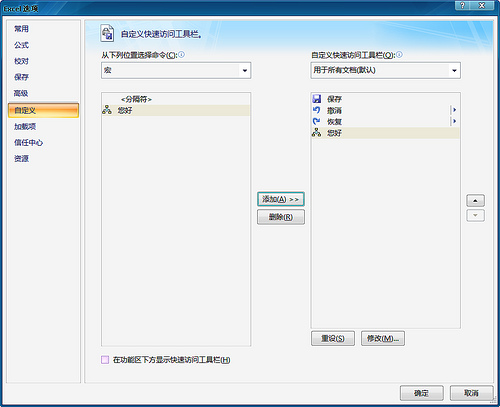 Excel 选项
常用
公式
校对
保存
高级
自定义
加载项
信任中心
资源
自定义快速访问工具栏。
从下列位置选择命令(C):
宏
<分隔符>
您好
添加(A) >>
删除(R)
自定义快速访问工具栏(Q):
用于所有文档(默认)
保存
撤消
恢复
您好
重设(S)
修改(M)...
在功能区下方显示快速访问工具栏(H)
确定
取消